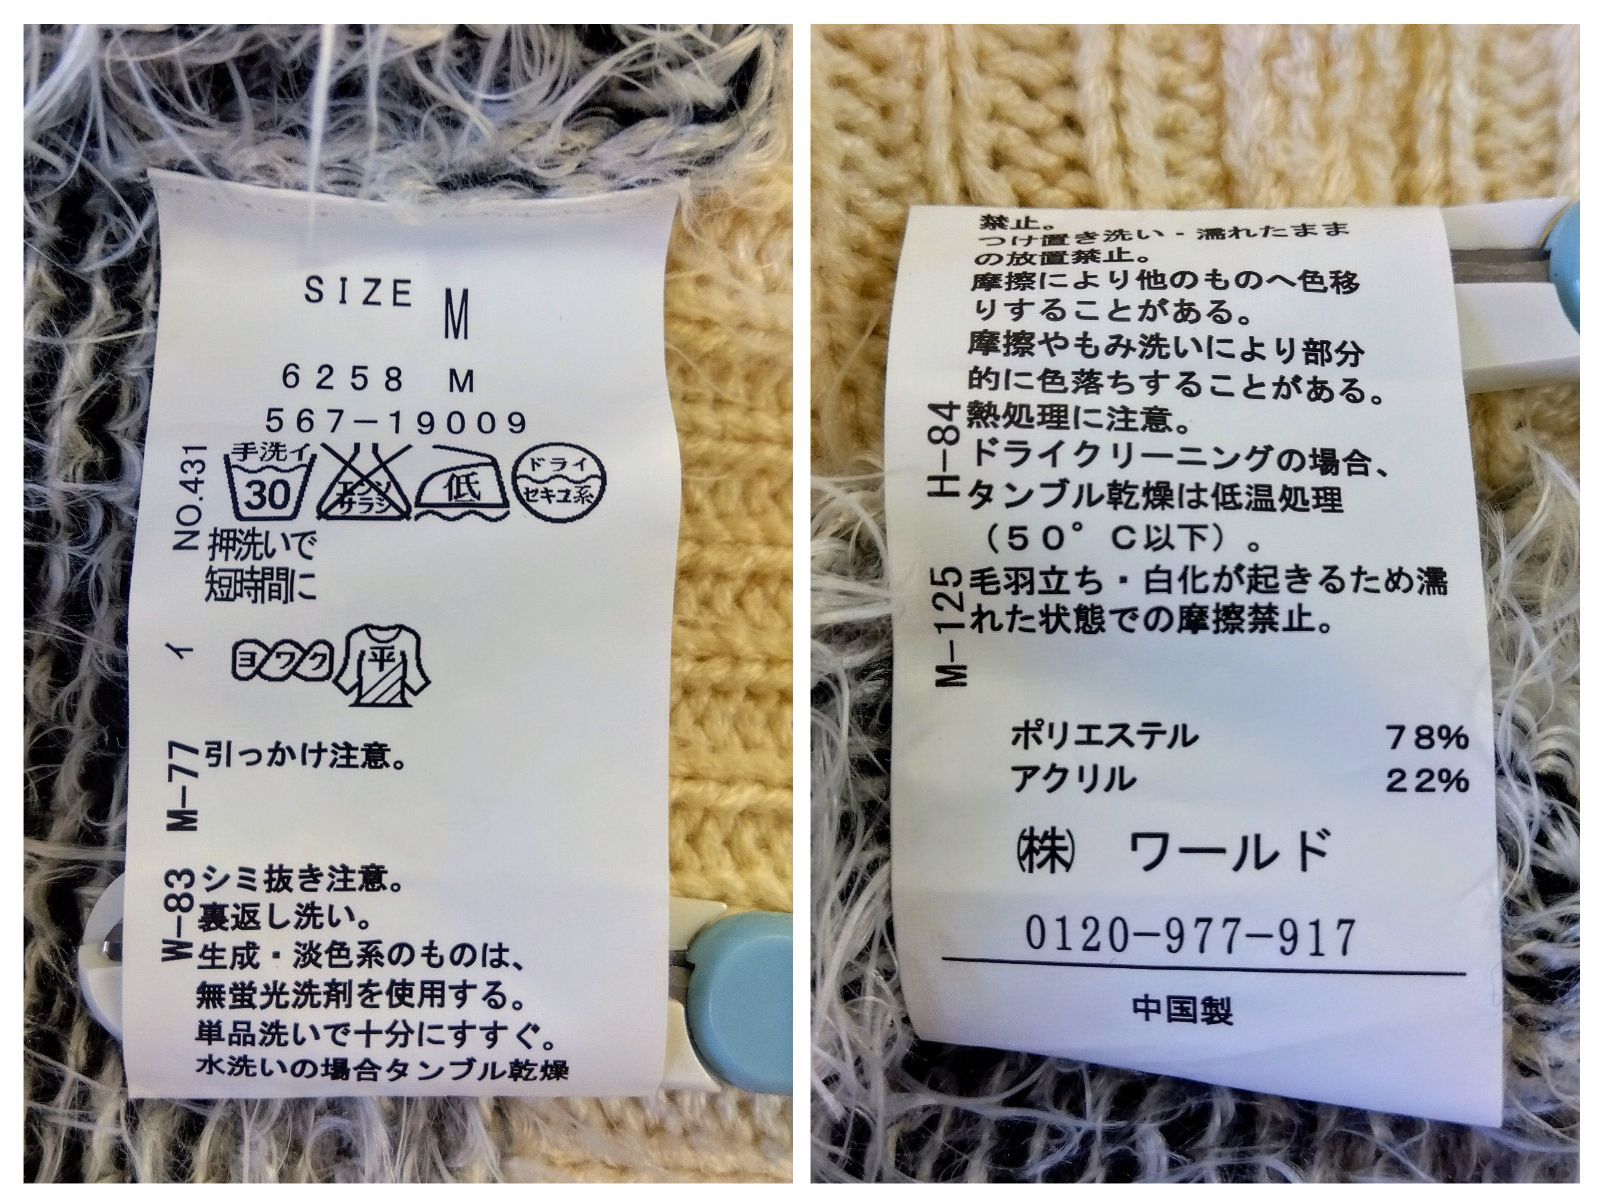 SIZE M
6258 M
567-19009
NO.431
手洗イ
30
エンソ
サラシ
低
ドライ
セキユ系
押洗いで
短時間に
イ
ヨワク
平
M-77
引っかけ注意。
W-83
シミ抜き注意。
裏返し洗い。
生成・淡色系のものは、
無蛍光洗剤を使用する。
単品洗いで十分にすすぐ。
水洗いの場合タンブル乾燥
禁止。
つけ置き洗い・濡れたまま
の放置禁止。
摩擦により他のものへ色移
りすることがある。
摩擦やもみ洗いにより部分
的に色落ちすることがある。
熱処理に注意。
H-84
ドライクリーニングの場合、
タンブル乾燥は低温処理
（50°C以下）。
M-125
毛羽立ち・白化が起きるため濡
れた状態での摩擦禁止。
ポリエステル 78%
アクリル 22%
㈱ ワールド
0120-977-917
中国製